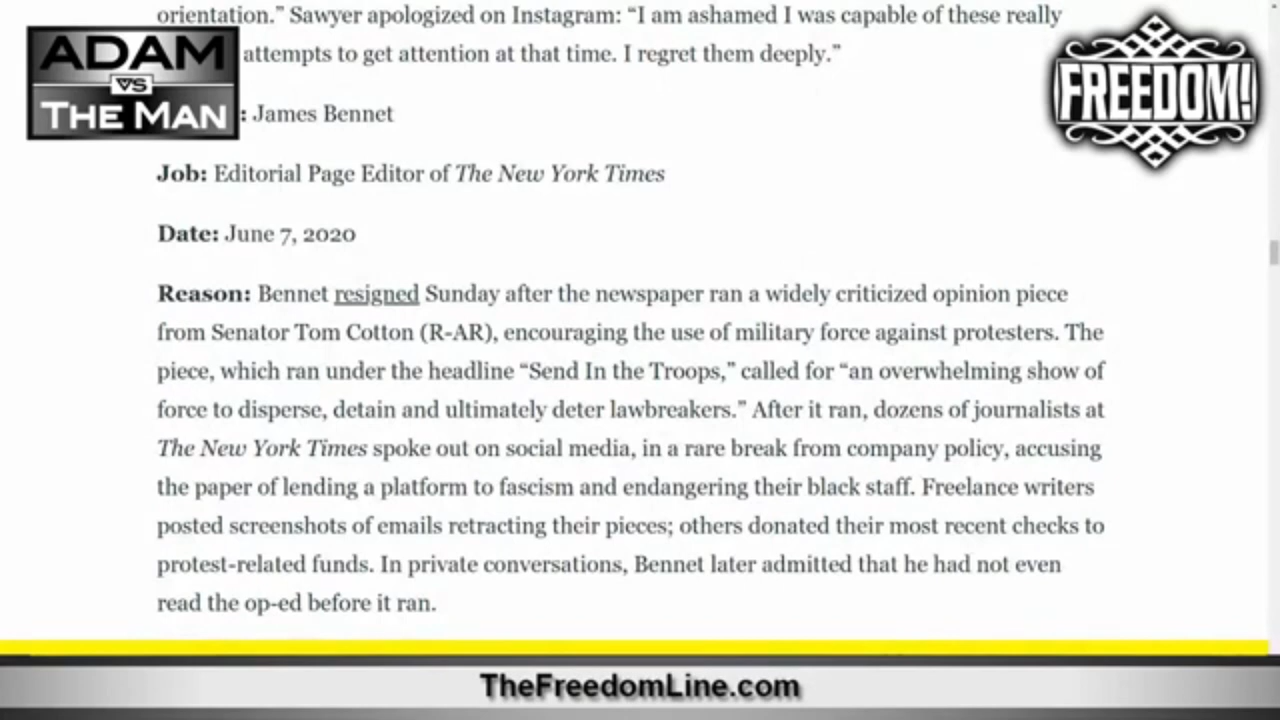 orientation.” Sawyer apologized on Instagram: “I am ashamed I was capable of these really
attempts to get attention at that time. I regret them deeply.”
ADAM
VS
THE MAN
FREEDOM!
: James Bennet
Job: Editorial Page Editor of The New York Times
Date: June 7, 2020
Reason: Bennet resigned Sunday after the newspaper ran a widely criticized opinion piece
from Senator Tom Cotton (R-AR), encouraging the use of military force against protesters. The
piece, which ran under the headline “Send In the Troops,” called for “an overwhelming show of
force to disperse, detain and ultimately deter lawbreakers.” After it ran, dozens of journalists at
The New York Times spoke out on social media, in a rare break from company policy, accusing
the paper of lending a platform to fascism and endangering their black staff. Freelance writers
posted screenshots of emails retracting their pieces; others donated their most recent checks to
protest-related funds. In private conversations, Bennet later admitted that he had not even
read the op-ed before it ran.
TheFreedomLine.com